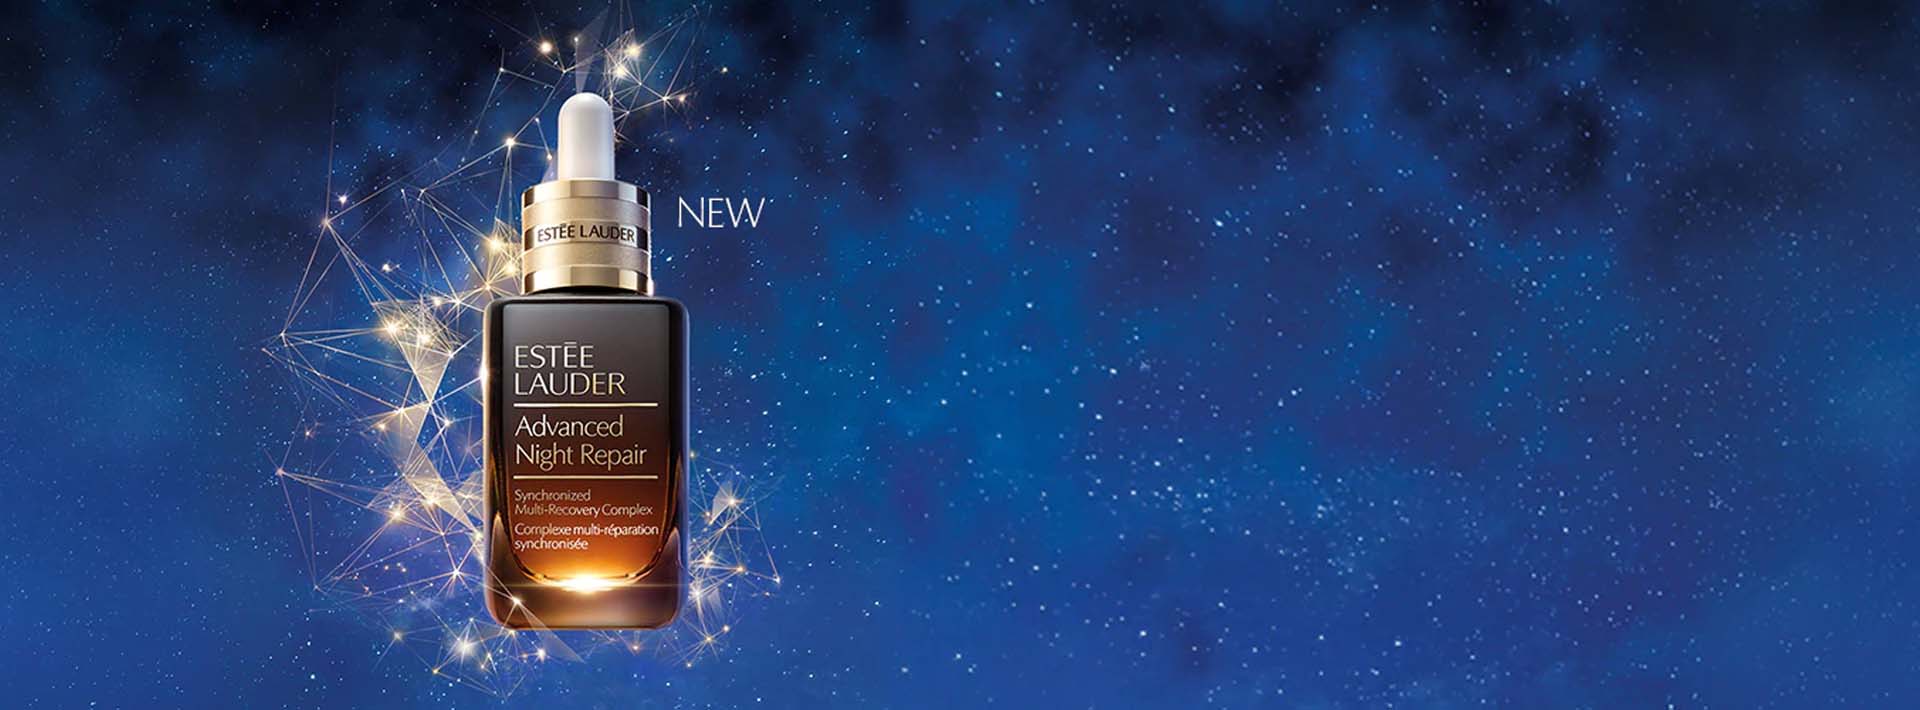 NEW
ESTĒE LAUDER
ESTĒE
LAUDER
Advanced
Night Repair
Synchronized
Multi-Recovery Complex
Complexe multi-réparation
synchronisée